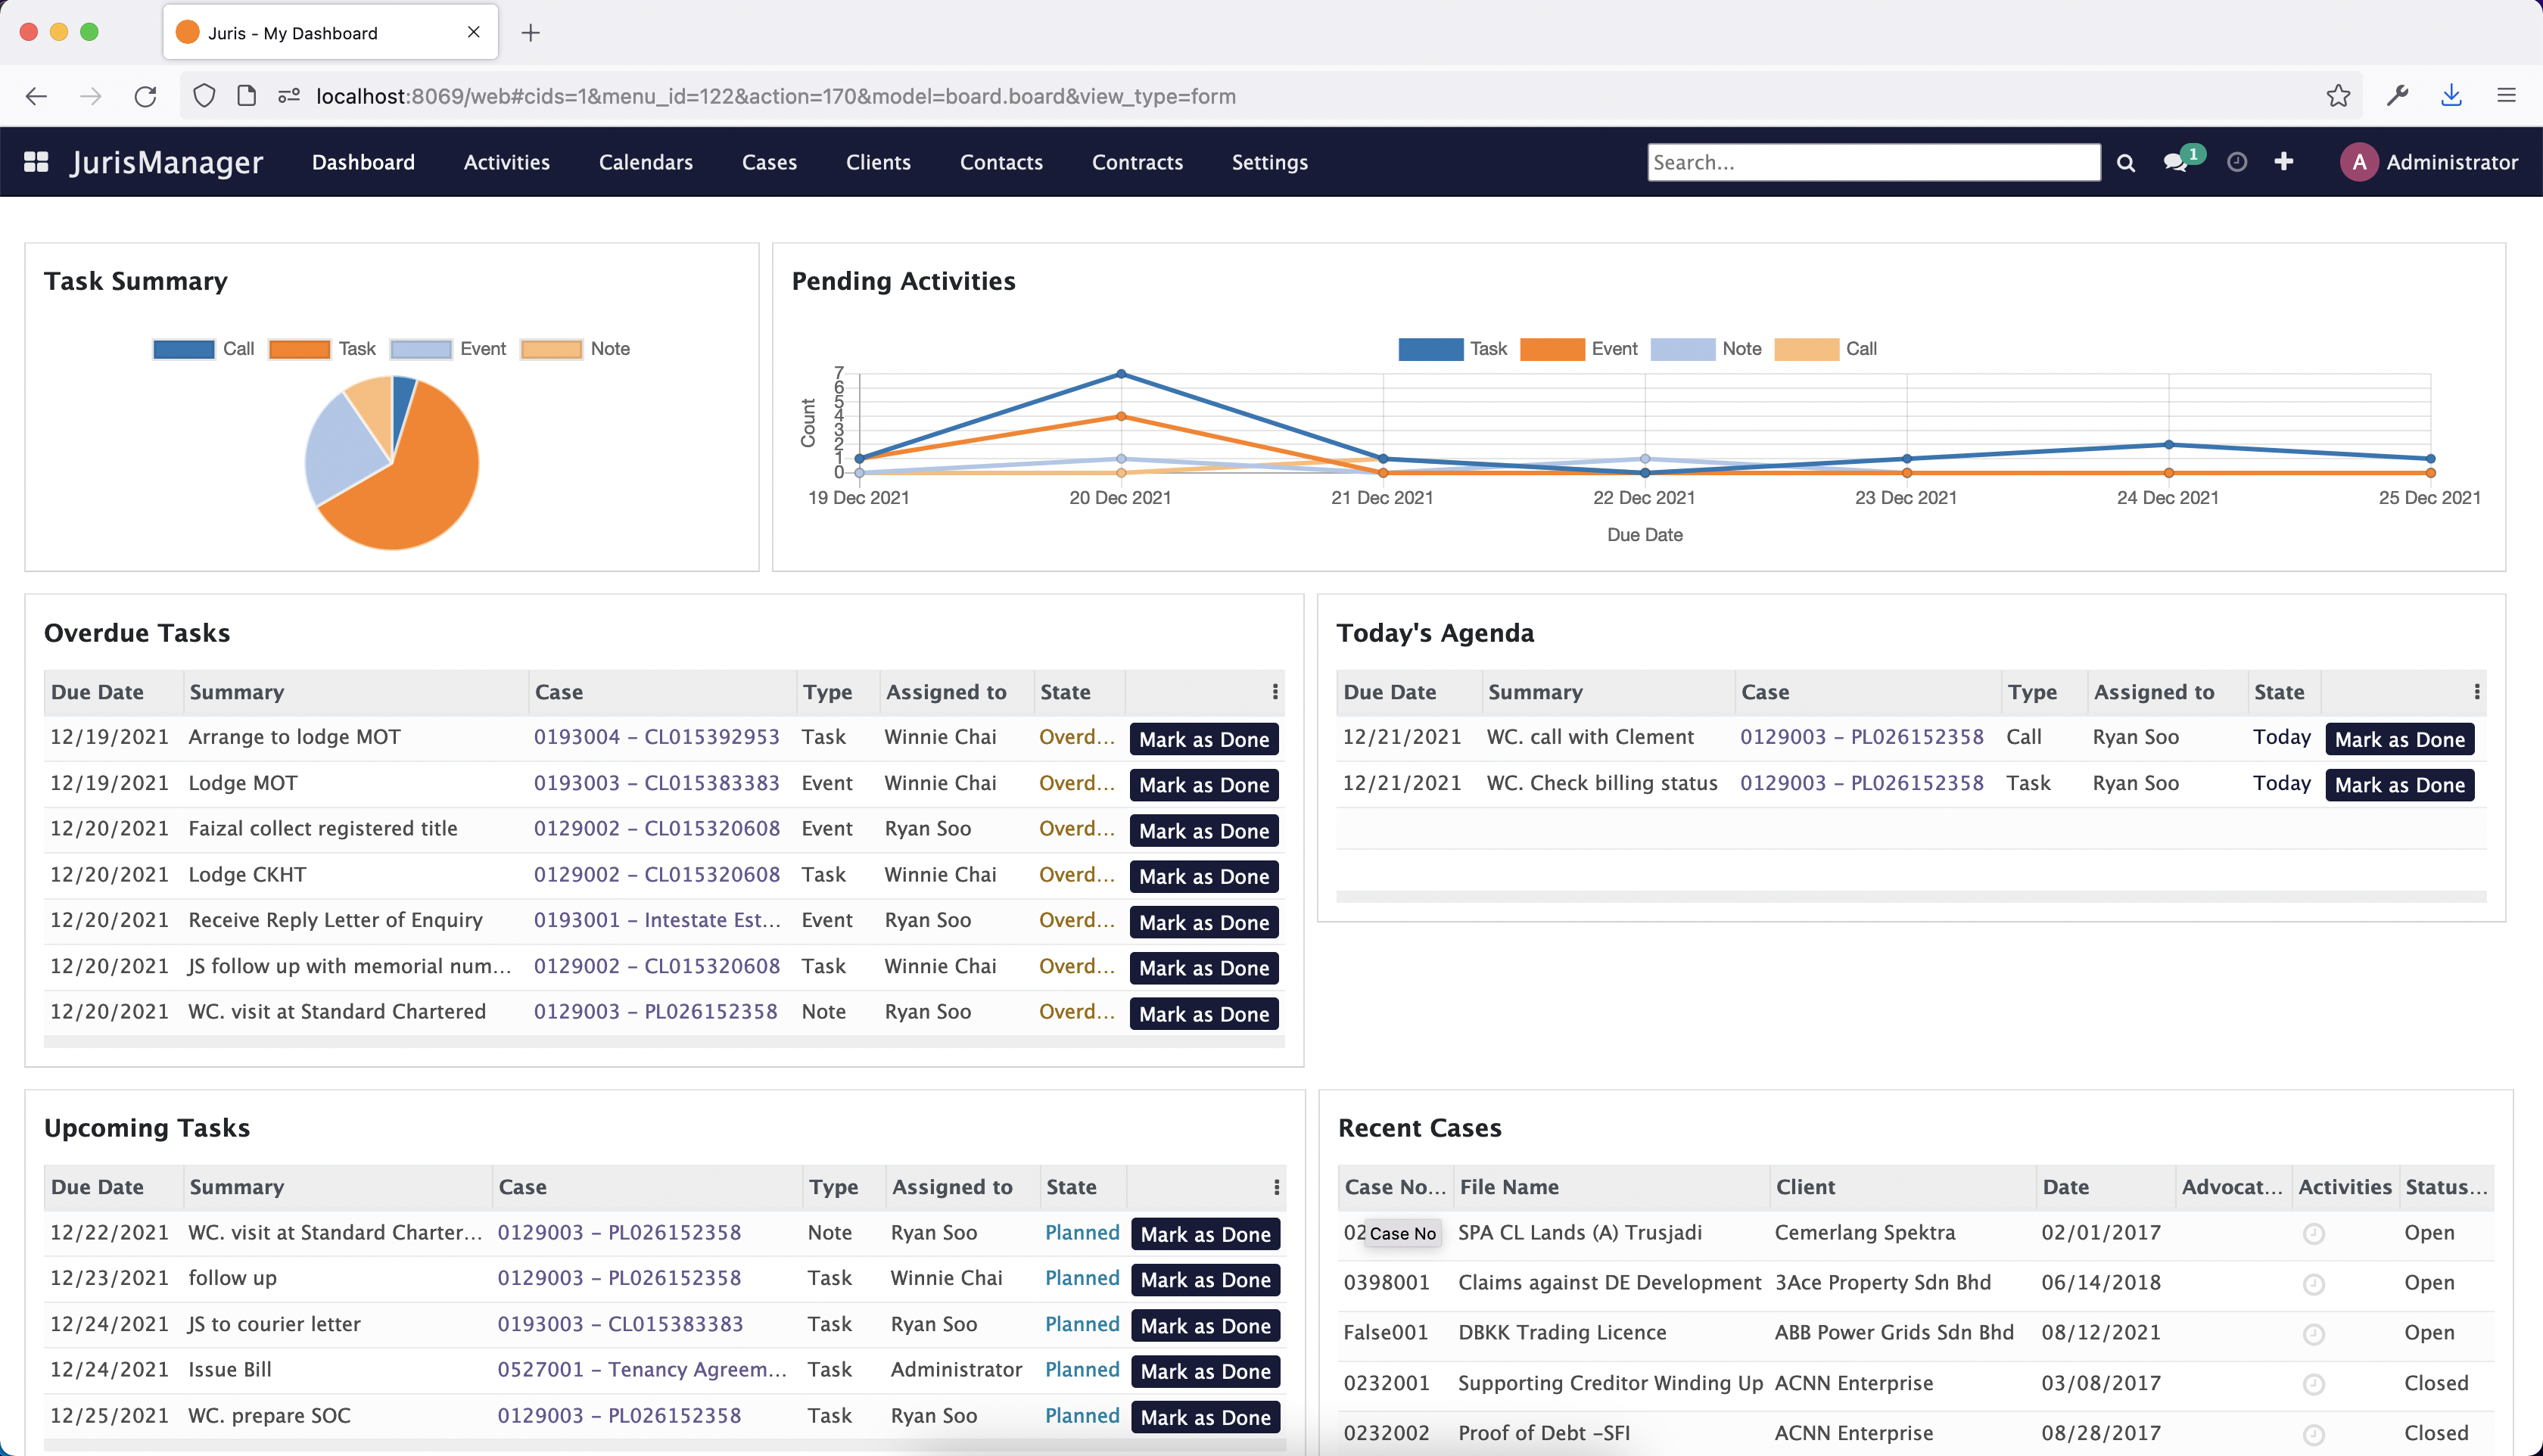 Juris - My Dashboard
localhost:8069/web#cids=1&menu_id=122&action=170&model=board.board&view_type=form
JurisManager Dashboard Activities Calendars Cases Clients Contacts Contracts Settings Search... 1 A Administrator
Task Summary
Call Task Event Note
Pending Activities
Task Event Note Call
Count
7
6
5
4
3
2
1
0
19 Dec 2021 20 Dec 2021 21 Dec 2021 22 Dec 2021 23 Dec 2021 24 Dec 2021 25 Dec 2021
Due Date
Overdue Tasks
Due Date Summary Case Type Assigned to State
12/19/2021 Arrange to lodge MOT 0193004 - CL015392953 Task Winnie Chai Overd... Mark as Done
12/19/2021 Lodge MOT 0193003 - CL015383383 Event Winnie Chai Overd... Mark as Done
12/20/2021 Faizal collect registered title 0129002 - CL015320608 Event Ryan Soo Overd... Mark as Done
12/20/2021 Lodge CKHT 0129002 - CL015320608 Task Winnie Chai Overd... Mark as Done
12/20/2021 Receive Reply Letter of Enquiry 0193001 - Intestate Est... Event Ryan Soo Overd... Mark as Done
12/20/2021 JS follow up with memorial num... 0129002 - CL015320608 Task Winnie Chai Overd... Mark as Done
12/20/2021 WC. visit at Standard Chartered 0129003 - PL026152358 Note Ryan Soo Overd... Mark as Done
Today's Agenda
Due Date Summary Case Type Assigned to State
12/21/2021 WC. call with Clement 0129003 - PL026152358 Call Ryan Soo Today Mark as Done
12/21/2021 WC. Check billing status 0129003 - PL026152358 Task Ryan Soo Today Mark as Done
Upcoming Tasks
Due Date Summary Case Type Assigned to State
12/22/2021 WC. visit at Standard Charter... 0129003 - PL026152358 Note Ryan Soo Planned Mark as Done
12/23/2021 follow up 0129003 - PL026152358 Task Winnie Chai Planned Mark as Done
12/24/2021 JS to courier letter 0193003 - CL015383383 Task Ryan Soo Planned Mark as Done
12/24/2021 Issue Bill 0527001 - Tenancy Agreem... Task Administrator Planned Mark as Done
12/25/2021 WC. prepare SOC 0129003 - PL026152358 Task Ryan Soo Planned Mark as Done
Recent Cases
Case No... File Name Client Date Advocat... Activities Status...
02 Case No SPA CL Lands (A) Trusjadi Cemerlang Spektra 02/01/2017 Open
0398001 Claims against DE Development 3Ace Property Sdn Bhd 06/14/2018 Open
False001 DBKK Trading Licence ABB Power Grids Sdn Bhd 08/12/2021 Open
0232001 Supporting Creditor Winding Up ACNN Enterprise 03/08/2017 Closed
0232002 Proof of Debt -SFI ACNN Enterprise 08/28/2017 Closed